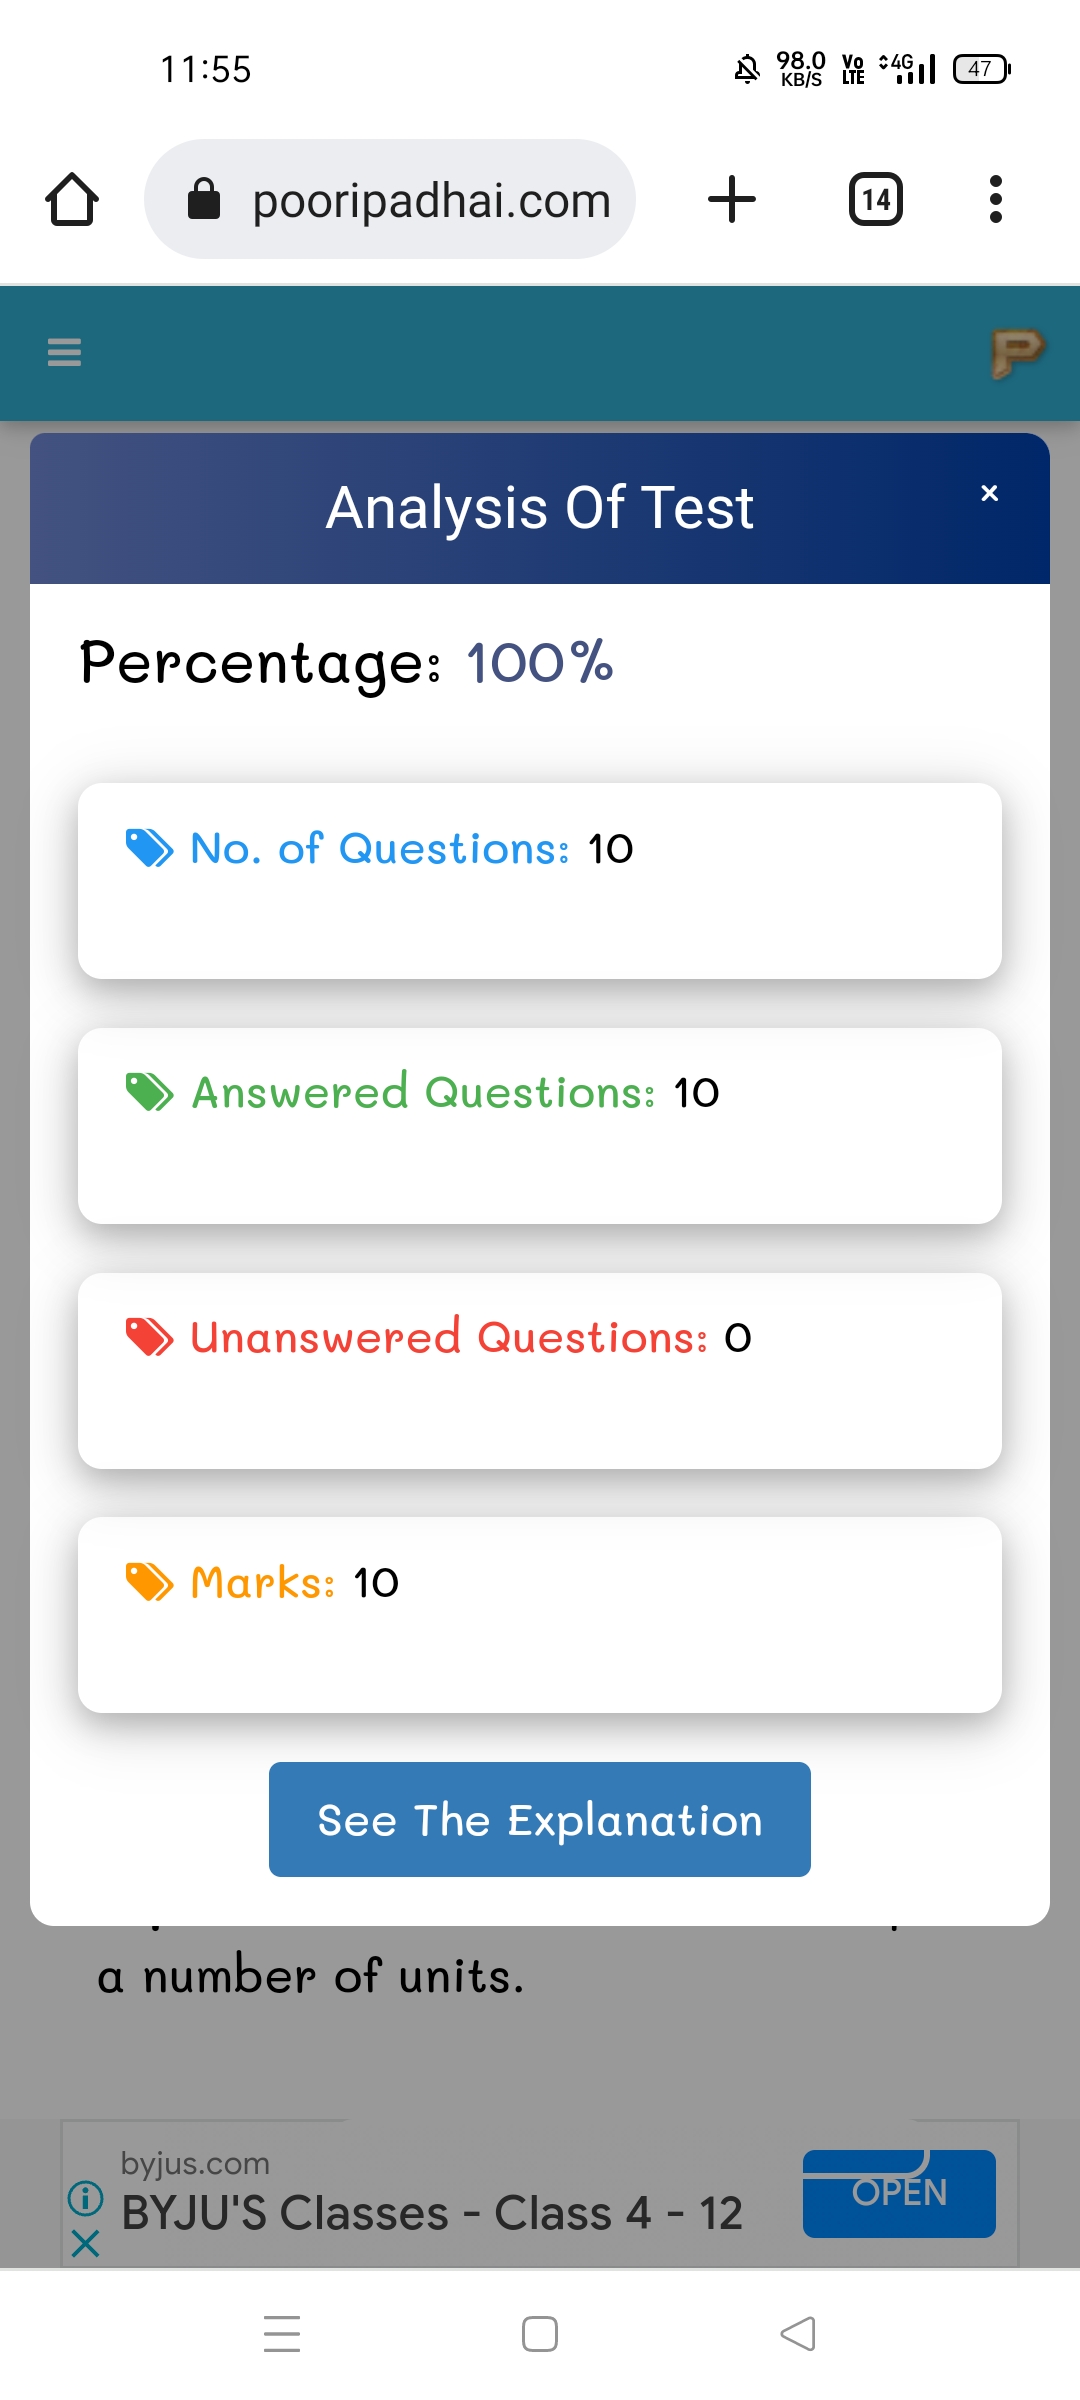 11:55
98.0
KB/S
Vo
LTE
4G
47
pooripadhai.com
14
P
Analysis Of Test
×
Percentage: 100%
No. of Questions: 10
Answered Questions: 10
Unanswered Questions: 0
Marks: 10
See The Explanation
a number of units.
byjus.com
BYJU'S Classes - Class 4 - 12
OPEN